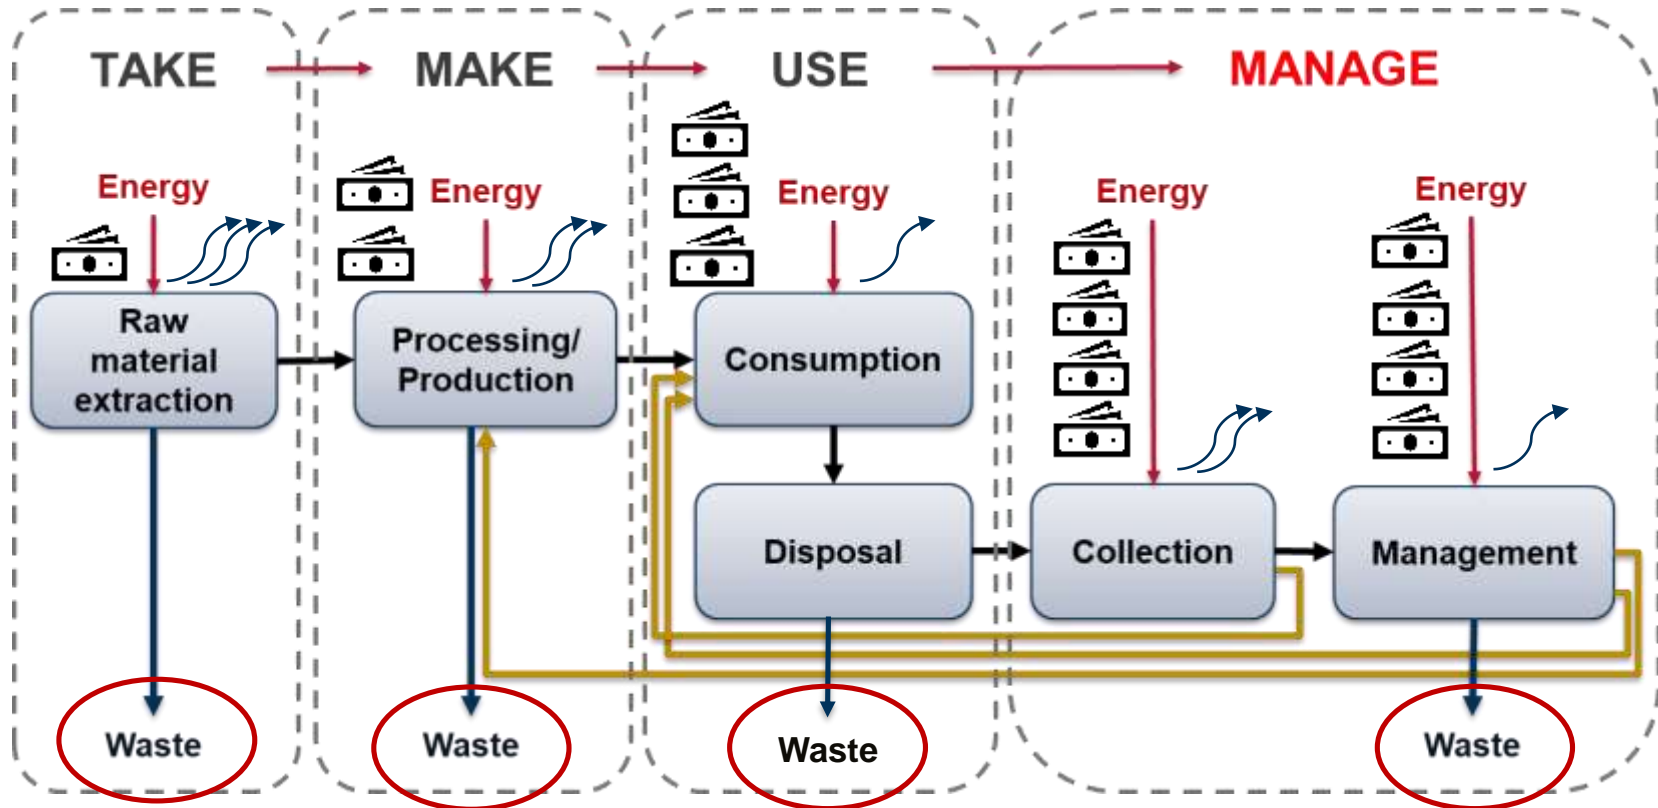 TAKE
MAKE
USE
MANAGE
Energy
Energy
Energy
Energy
Energy
Raw
material
extraction
Processing/
Production
Consumption
Disposal
Collection
Management
Waste
Waste
Waste
Waste